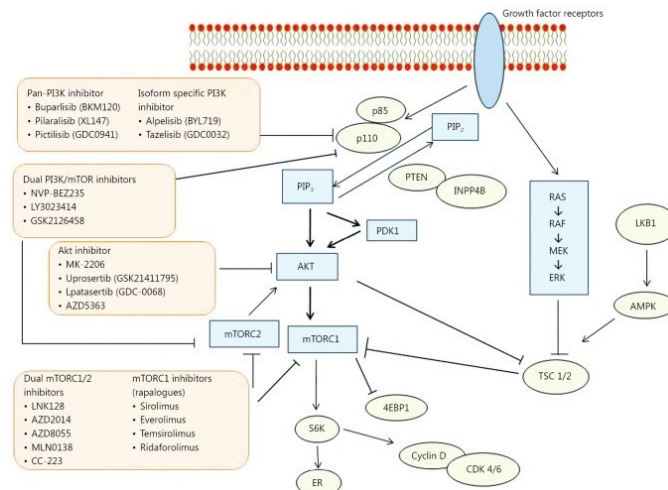 Growth factor receptors
Pan-PI3K inhibitor
• Buparlisib (BKM120)
• Pilaralisib (XL147)
• Pictilisib (GDC0941)
Isoform specific PI3K
inhibitor
• Alpelisib (BYL719)
• Tazelisib (GDC0032)
p85
p110
PIP2
Dual PI3K/mTOR inhibitors
• NVP-BEZ235
• LY3023414
• GSK2126458
PIP3
PTEN
INPP4B
PDK1
RAS
RAF
MEK
ERK
LKB1
Akt inhibitor
• MK-2206
• Uprosertib (GSK21411795)
• Lpatasertib (GDC-0068)
• AZD5363
AKT
AMPK
mTORC2
mTORC1
TSC 1/2
Dual mTORC1/2
inhibitors
• LNK128
• AZD2014
• AZD8055
• MLN0138
• CC-223
mTORC1 inhibitors
(rapalogues)
• Sirolimus
• Everolimus
• Temsirolimus
• Ridaforolimus
4EBP1
S6K
Cyclin D
CDK 4/6
ER